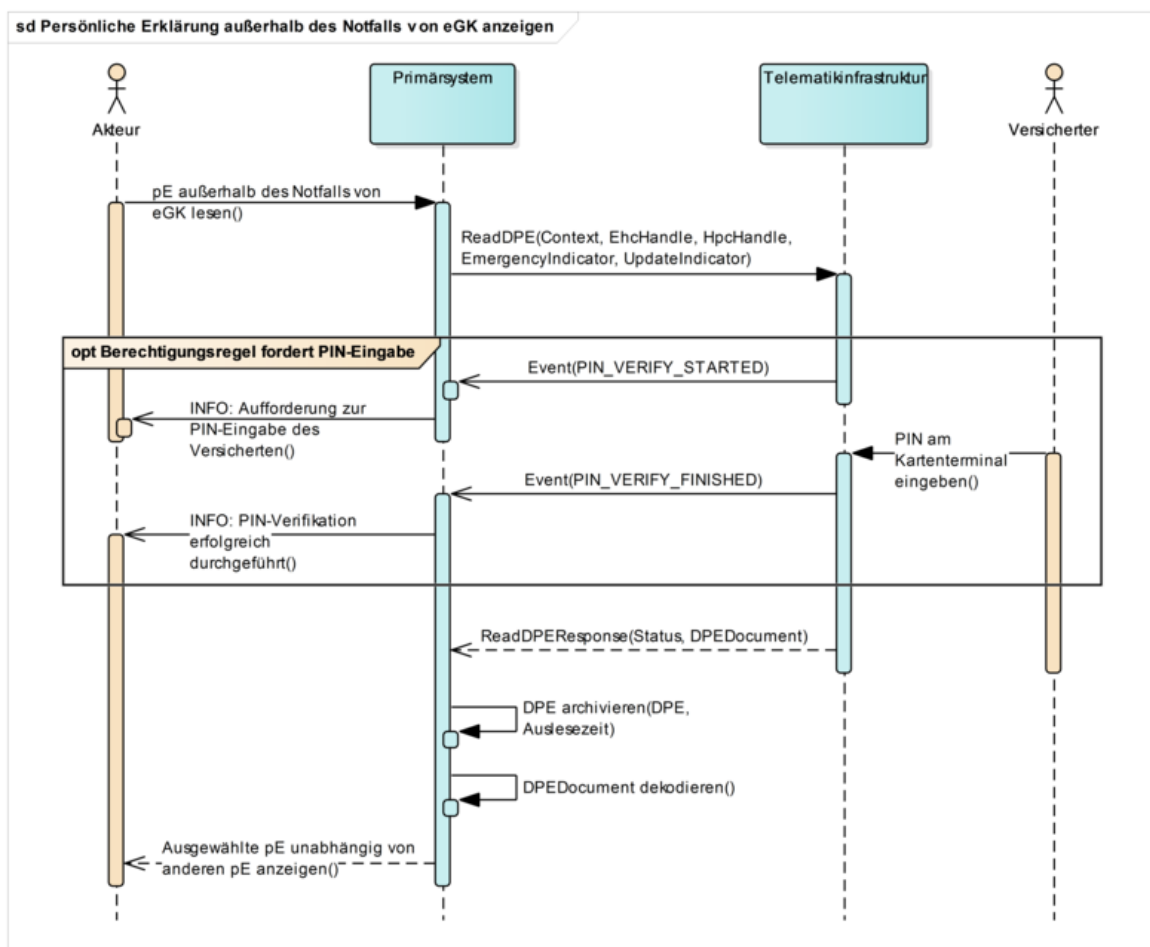 sd Persönliche Erklärung außerhalb des Notfalls von eGK anzeigen
Primärsystem
Telematikinfrastruktur
Akteur
Versicherter
pE außerhalb des Notfalls von
eGK lesen()
ReadDPE(Context, EhcHandle, HpcHandle,
EmergencyIndicator, UpdateIndicator)
opt Berechtigungsregel fordert PIN-Eingabe
Event(PIN_VERIFY_STARTED)
INFO: Aufforderung zur
PIN-Eingabe des
Versicherten()
PIN am
Kartenterminal
eingeben()
Event(PIN_VERIFY_FINISHED)
INFO: PIN-Verifikation
erfolgreich
durchgeführt()
ReadDPEResponse(Status, DPEDocument)
DPE archivieren(DPE,
Auslesezeit)
DPEDocument dekodieren()
Ausgewählte pE unabhängig von
anderen pE anzeigen()